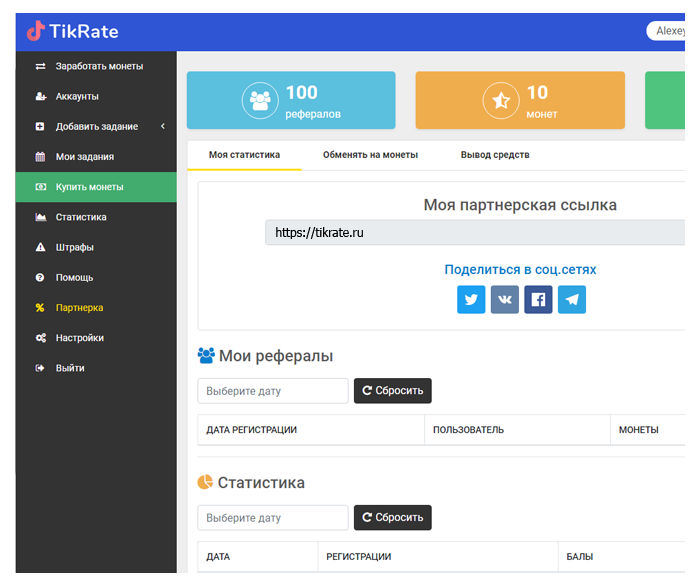 TikRate
Alexey
Заработать монеты
Аккаунты
Добавить задание
Мои задания
Купить монеты
Статистика
Штрафы
Помощь
Партнерка
Настройки
Выйти
100
рефералов
10
монет
Моя статистика Обменять на монеты Вывод средств
Моя партнерская ссылка
https://tikrate.ru
Поделиться в соц.сетях
Мои рефералы
Выберите дату Сбросить
ДАТА РЕГИСТРАЦИИ ПОЛЬЗОВАТЕЛЬ МОНЕТЫ
Статистика
Выберите дату Сбросить
ДАТА РЕГИСТРАЦИИ БАЛЫ